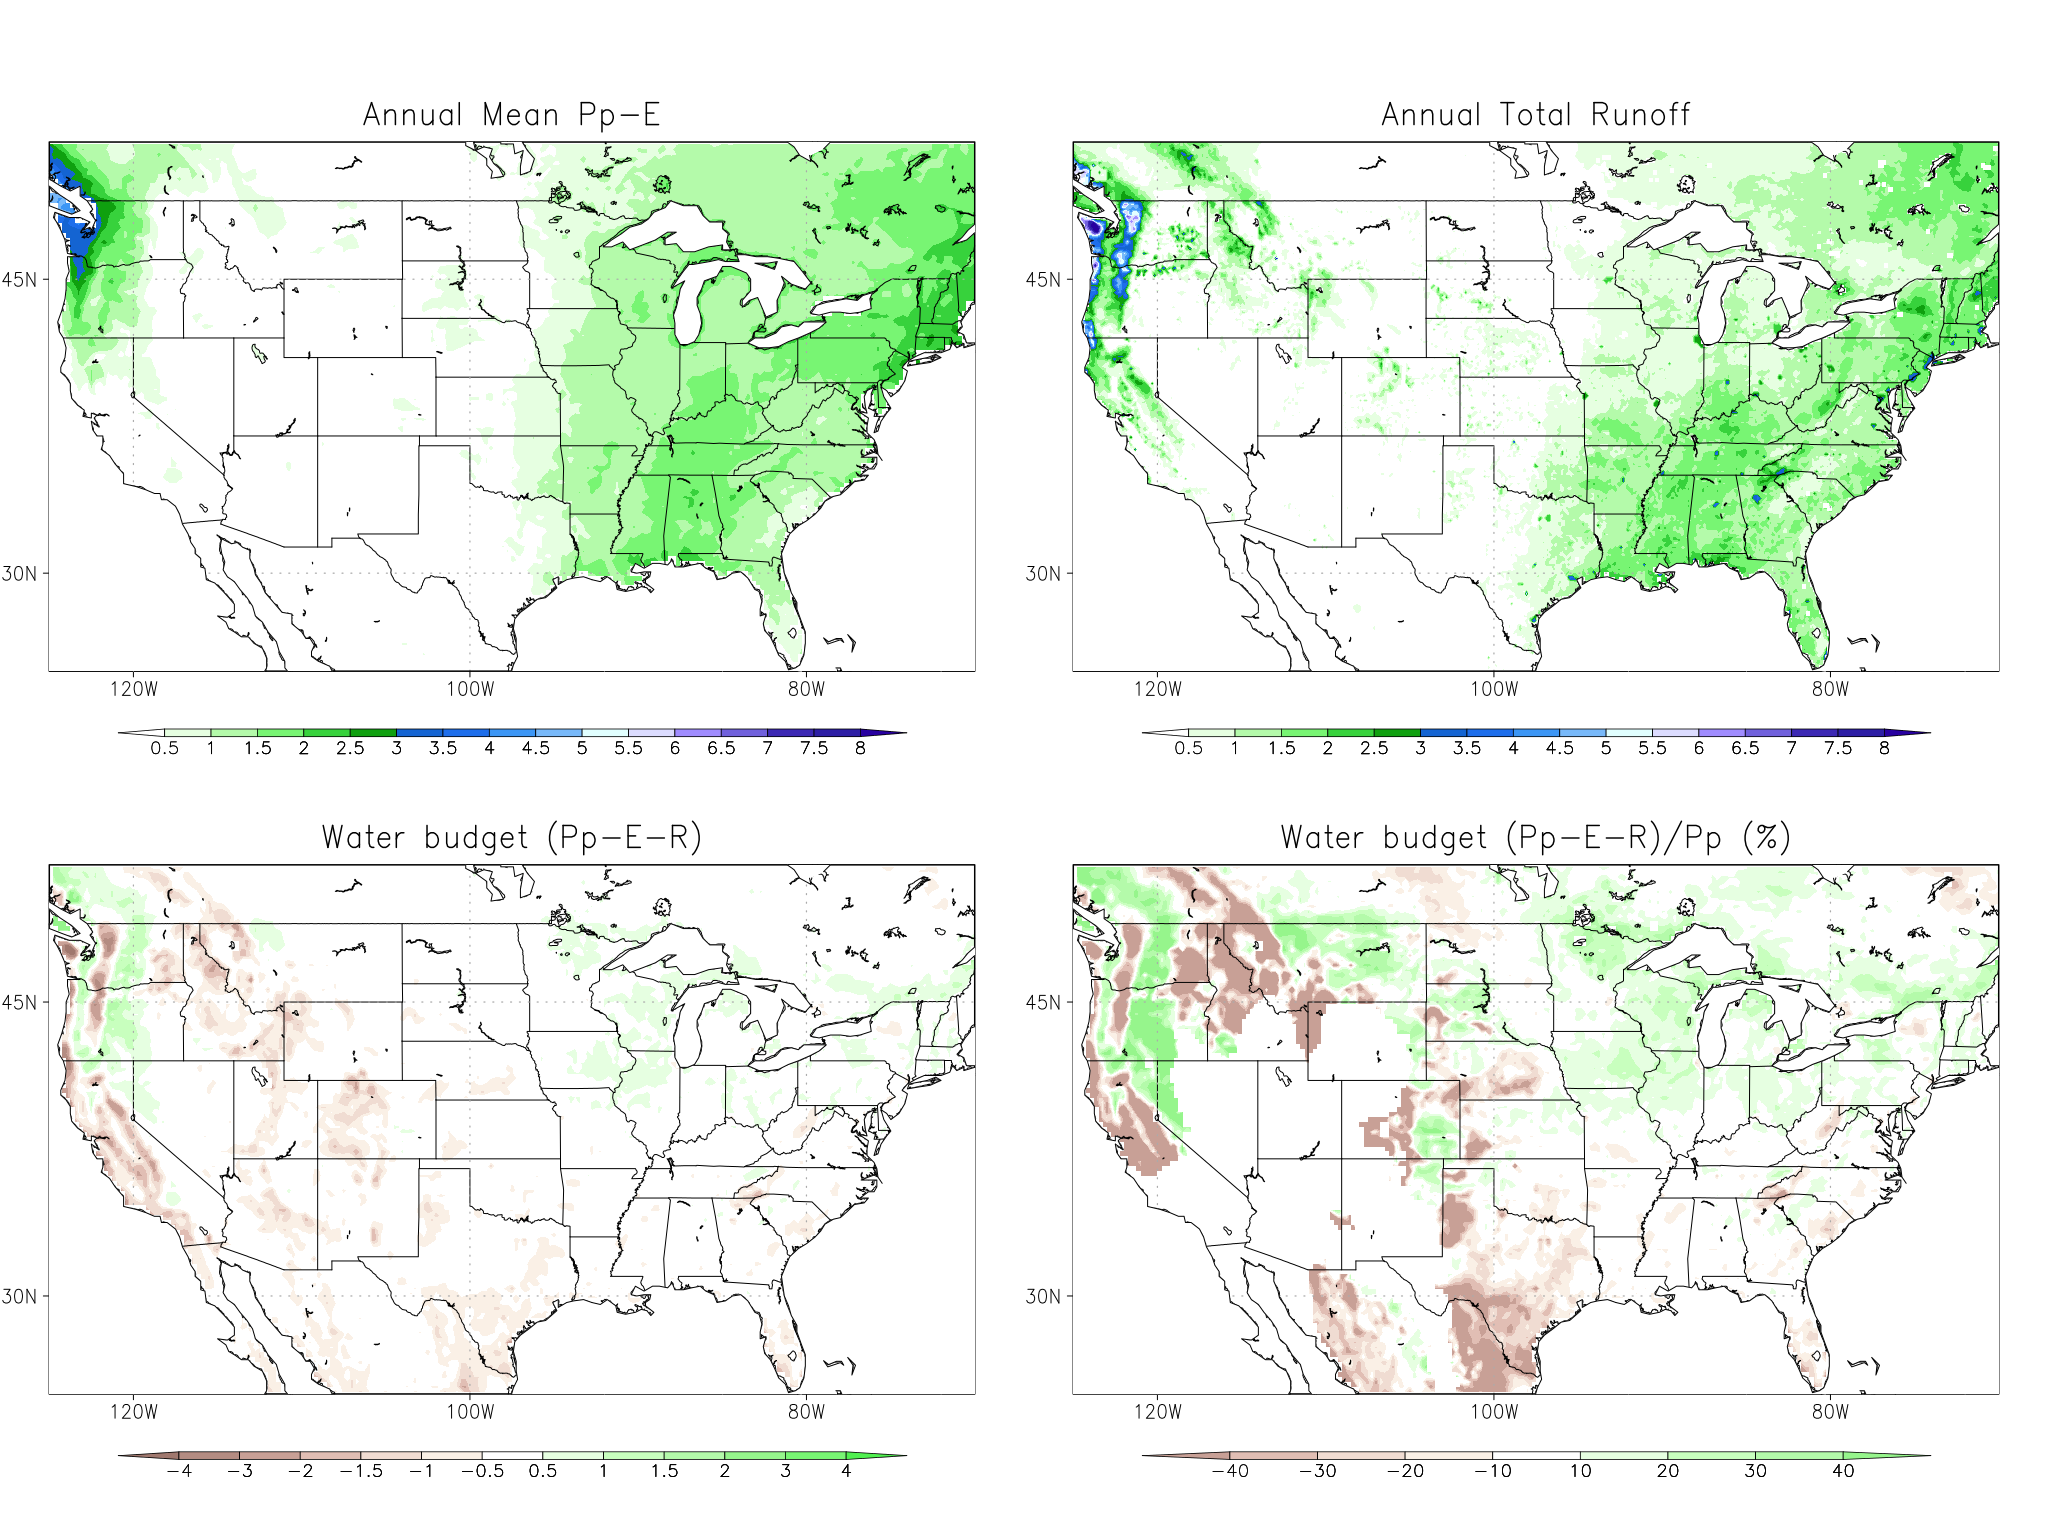 Annual Mean Pp-E
Annual Total Runoff
45N
30N
120W 100W 80W
45N
30N
120W 100W 80W
0.5 1 1.5 2 2.5 3 3.5 4 4.5 5 5.5 6 6.5 7 7.5 8
0.5 1 1.5 2 2.5 3 3.5 4 4.5 5 5.5 6 6.5 7 7.5 8
Water budget (Pp-E-R)
Water budget (Pp-E-R)/Pp (%)
45N
30N
120W 100W 80W
45N
30N
120W 100W 80W
-4 -3 -2 -1.5 -1 -0.5 0.5 1 1.5 2 3 4
-40 -30 -20 -10 10 20 30 40